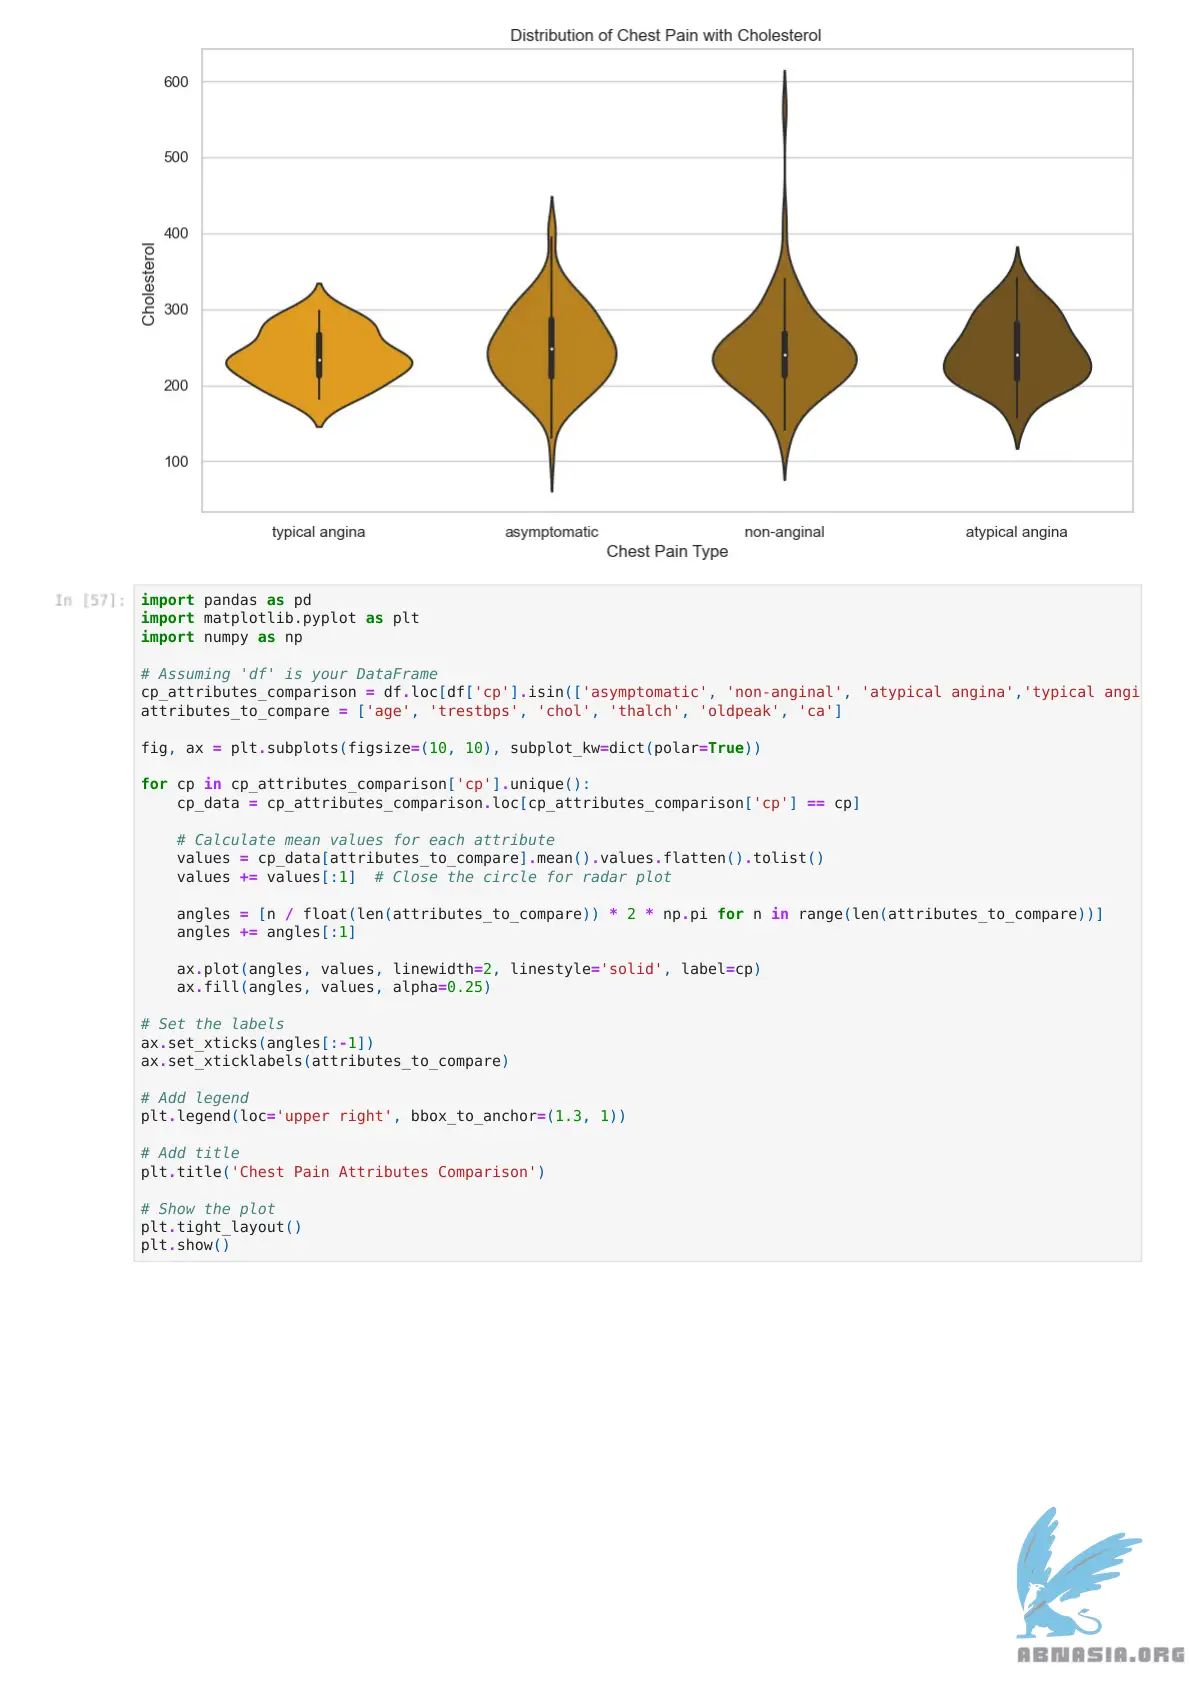 Distribution of Chest Pain with Cholesterol
600
500
400
300
200
100
Cholesterol
typical angina asymptomatic non-anginal atypical angina
Chest Pain Type
In [57]:
import pandas as pd
import matplotlib.pyplot as plt
import numpy as np
# Assuming 'df' is your DataFrame
cp_attributes_comparison = df.loc[df['cp'].isin(['asymptomatic', 'non-anginal', 'atypical angina','typical angi
attributes_to_compare = ['age', 'trestbps', 'chol', 'thalch', 'oldpeak', 'ca']
fig, ax = plt.subplots(figsize=(10, 10), subplot_kw=dict(polar=True))
for cp in cp_attributes_comparison['cp'].unique():
    cp_data = cp_attributes_comparison.loc[cp_attributes_comparison['cp'] == cp]
    # Calculate mean values for each attribute
    values = cp_data[attributes_to_compare].mean().values.flatten().tolist()
    values += values[:1]  # Close the circle for radar plot
    angles = [n / float(len(attributes_to_compare)) * 2 * np.pi for n in range(len(attributes_to_compare))]
    angles += angles[:1]
    ax.plot(angles, values, linewidth=2, linestyle='solid', label=cp)
    ax.fill(angles, values, alpha=0.25)
# Set the labels
ax.set_xticks(angles[:-1])
ax.set_xticklabels(attributes_to_compare)
# Add legend
plt.legend(loc='upper right', bbox_to_anchor=(1.3, 1))
# Add title
plt.title('Chest Pain Attributes Comparison')
# Show the plot
plt.tight_layout()
plt.show()
ABNASIA.ORG